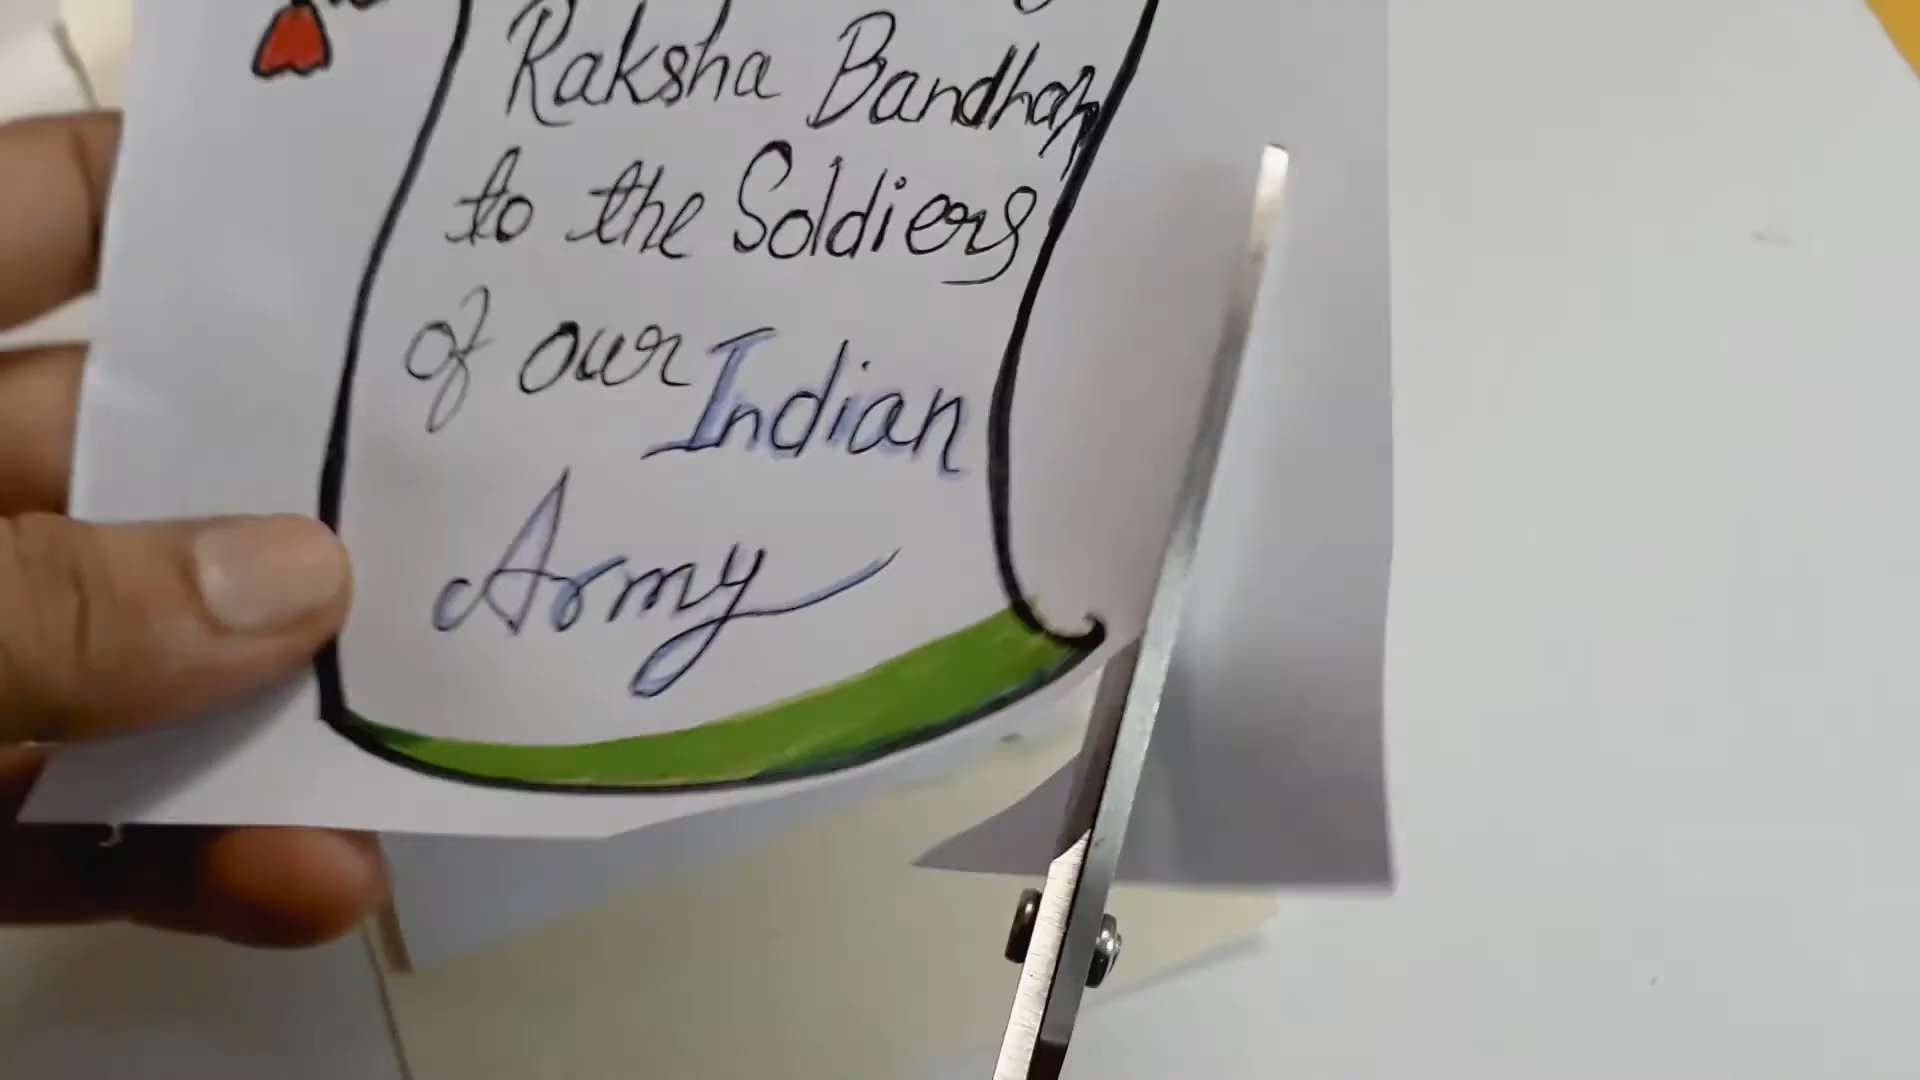 Raksha Bandhan
to the Soldiers
of our Indian
Army